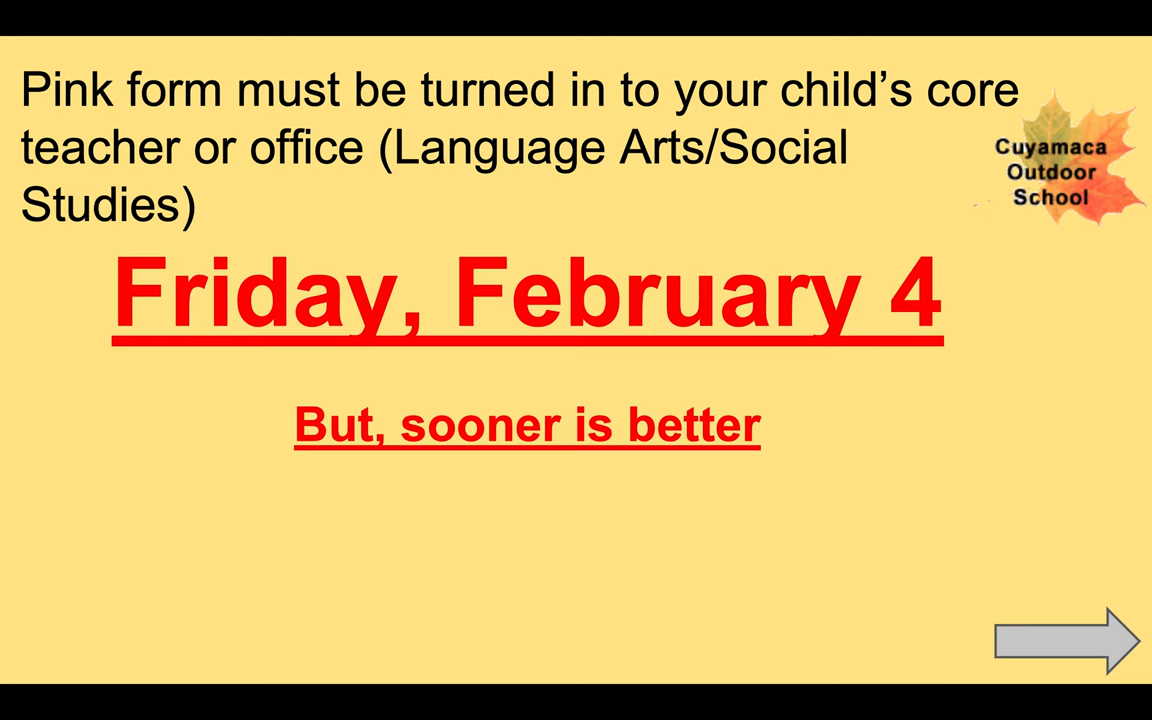 Pink form must be turned in to your child’s core
teacher or office (Language Arts/Social
Studies)
Cuyamaca
Outdoor
School
Friday, February 4
But, sooner is better